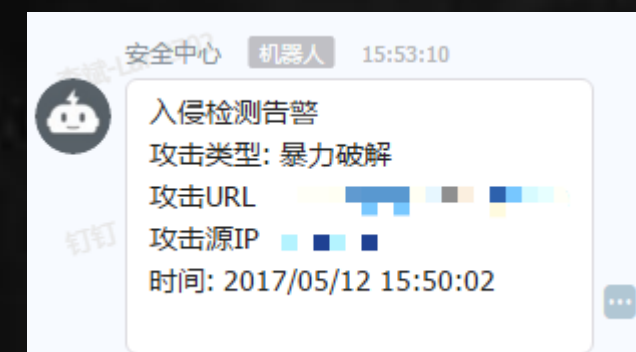 安全中心 机器人 15:53:10
入侵检测告警
攻击类型: 暴力破解
攻击URL
攻击源IP
钉钉
时间: 2017/05/12 15:50:02